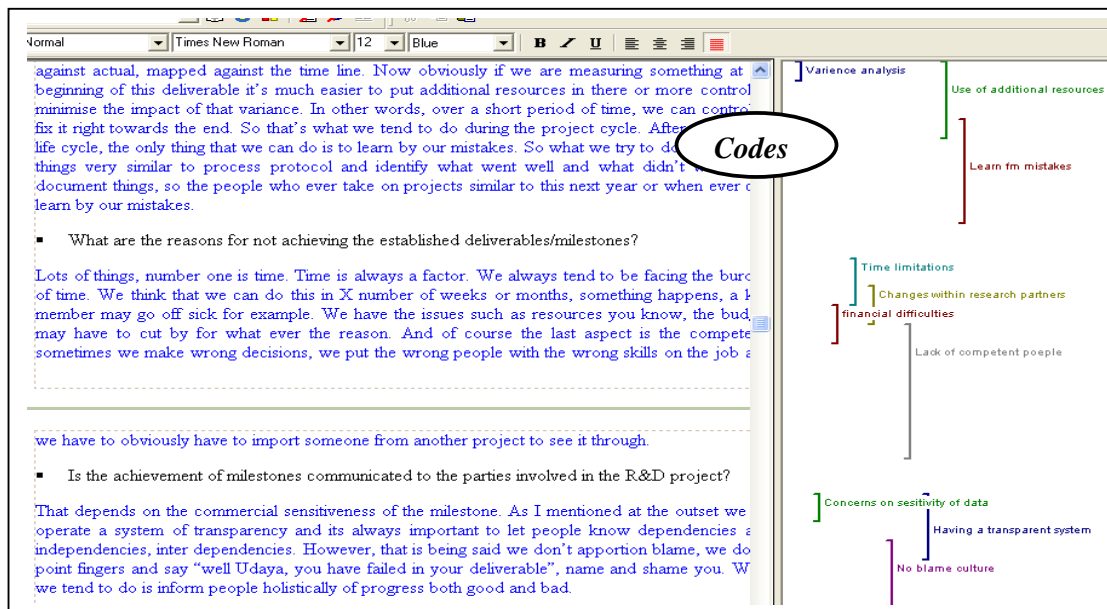 Normal Times New Roman 12 Blue B I U
against actual, mapped against the time line. Now obviously if we are measuring something at
beginning of this deliverable it's much easier to put additional resources in there or more control
minimise the impact of that variance. In other words, over a short period of time, we can control
fix it right towards the end. So that's what we tend to do during the project cycle. After
life cycle, the only thing that we can do is to learn by our mistakes. So what we try to do
things very similar to process protocol and identify what went well and what didn't
document things, so the people who ever take on projects similar to this next year or when ever
learn by our mistakes.
▪ What are the reasons for not achieving the established deliverables/milestones?
Lots of things, number one is time. Time is always a factor. We always tend to be facing the
of time. We think that we can do this in X number of weeks or months, something happens, a
member may go off sick for example. We have the issues such as resources you know, the
may have to cut by for what ever the reason. And of course the last aspect is the
sometimes we make wrong decisions, we put the wrong people with the wrong skills on the job
we have to obviously have to import someone from another project to see it through.
▪ Is the achievement of milestones communicated to the parties involved in the R&D project?
That depends on the commercial sensitiveness of the milestone. As I mentioned at the outset we
operate a system of transparency and its always important to let people know dependencies
independencies, inter dependencies. However, that is being said we don't apportion blame, we
point fingers and say “well Udaya, you have failed in your deliverable”, name and shame you.
we tend to do is inform people holistically of progress both good and bad.
Codes
Varience analysis
Use of additional resources
Learn fm mistakes
Time limitations
Changes within research partners
financial difficulties
Lack of competent poeple
Concerns on sesitivity of data
Having a transparent system
No blame culture